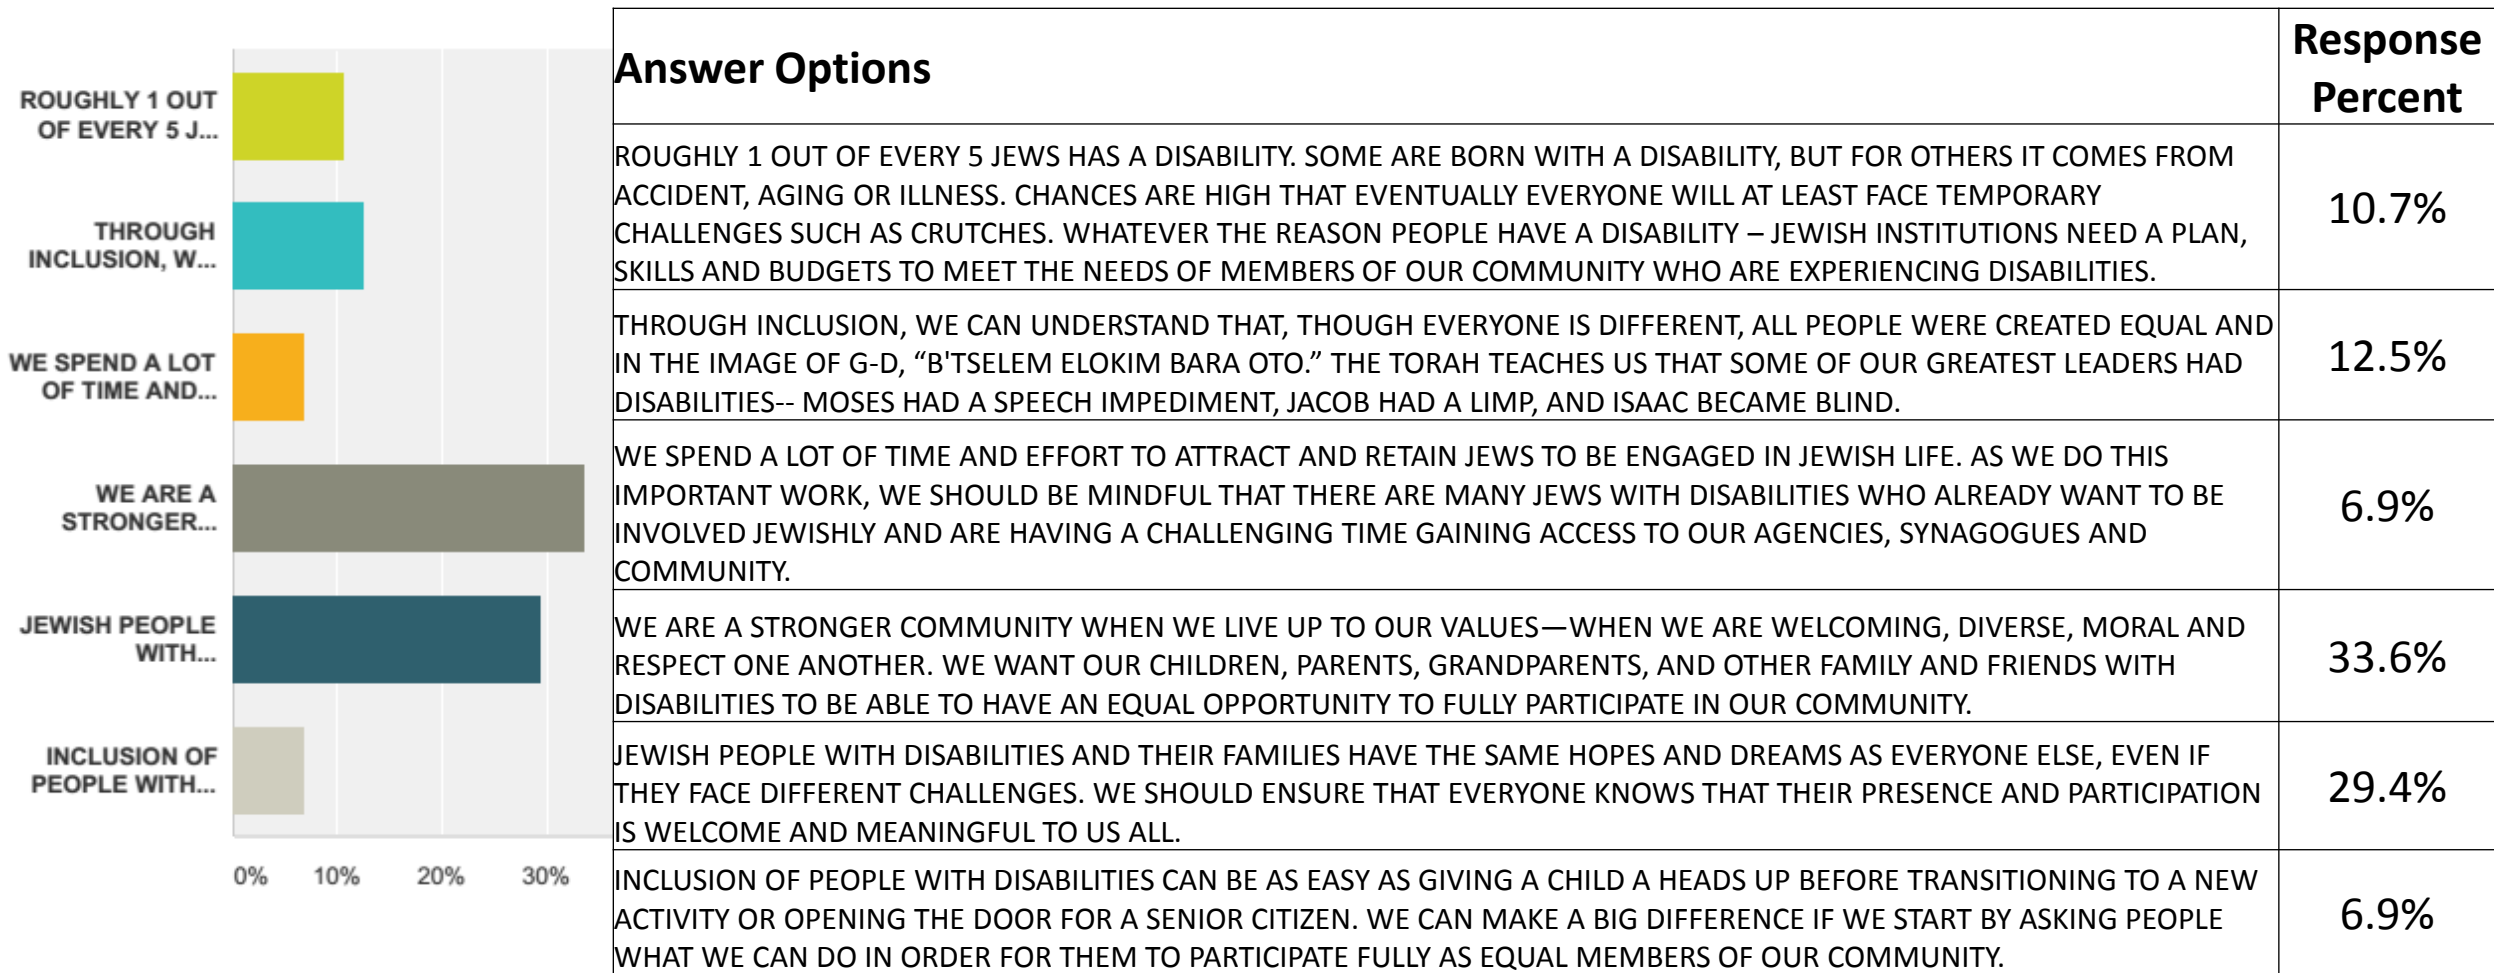 ROUGHLY 1 OUT
OF EVERY 5 J...
THROUGH
INCLUSION, W...
WE SPEND A LOT
OF TIME AND...
WE ARE A
STRONGER...
JEWISH PEOPLE
WITH...
INCLUSION OF
PEOPLE WITH...
0% 10% 20% 30%
Answer Options
Response
Percent
ROUGHLY 1 OUT OF EVERY 5 JEWS HAS A DISABILITY. SOME ARE BORN WITH A DISABILITY, BUT FOR OTHERS IT COMES FROM
ACCIDENT, AGING OR ILLNESS. CHANCES ARE HIGH THAT EVENTUALLY EVERYONE WILL AT LEAST FACE TEMPORARY
CHALLENGES SUCH AS CRUTCHES. WHATEVER THE REASON PEOPLE HAVE A DISABILITY – JEWISH INSTITUTIONS NEED A PLAN,
SKILLS AND BUDGETS TO MEET THE NEEDS OF MEMBERS OF OUR COMMUNITY WHO ARE EXPERIENCING DISABILITIES.
10.7%
THROUGH INCLUSION, WE CAN UNDERSTAND THAT, THOUGH EVERYONE IS DIFFERENT, ALL PEOPLE WERE CREATED EQUAL AND
IN THE IMAGE OF G-D, “B'TSELEM ELOKIM BARA OTO.” THE TORAH TEACHES US THAT SOME OF OUR GREATEST LEADERS HAD
DISABILITIES-- MOSES HAD A SPEECH IMPEDIMENT, JACOB HAD A LIMP, AND ISAAC BECAME BLIND.
12.5%
WE SPEND A LOT OF TIME AND EFFORT TO ATTRACT AND RETAIN JEWS TO BE ENGAGED IN JEWISH LIFE. AS WE DO THIS
IMPORTANT WORK, WE SHOULD BE MINDFUL THAT THERE ARE MANY JEWS WITH DISABILITIES WHO ALREADY WANT TO BE
INVOLVED JEWISHLY AND ARE HAVING A CHALLENGING TIME GAINING ACCESS TO OUR AGENCIES, SYNAGOGUES AND
COMMUNITY.
6.9%
WE ARE A STRONGER COMMUNITY WHEN WE LIVE UP TO OUR VALUES—WHEN WE ARE WELCOMING, DIVERSE, MORAL AND
RESPECT ONE ANOTHER. WE WANT OUR CHILDREN, PARENTS, GRANDPARENTS, AND OTHER FAMILY AND FRIENDS WITH
DISABILITIES TO BE ABLE TO HAVE AN EQUAL OPPORTUNITY TO FULLY PARTICIPATE IN OUR COMMUNITY.
33.6%
JEWISH PEOPLE WITH DISABILITIES AND THEIR FAMILIES HAVE THE SAME HOPES AND DREAMS AS EVERYONE ELSE, EVEN IF
THEY FACE DIFFERENT CHALLENGES. WE SHOULD ENSURE THAT EVERYONE KNOWS THAT THEIR PRESENCE AND PARTICIPATION
IS WELCOME AND MEANINGFUL TO US ALL.
29.4%
INCLUSION OF PEOPLE WITH DISABILITIES CAN BE AS EASY AS GIVING A CHILD A HEADS UP BEFORE TRANSITIONING TO A NEW
ACTIVITY OR OPENING THE DOOR FOR A SENIOR CITIZEN. WE CAN MAKE A BIG DIFFERENCE IF WE START BY ASKING PEOPLE
WHAT WE CAN DO IN ORDER FOR THEM TO PARTICIPATE FULLY AS EQUAL MEMBERS OF OUR COMMUNITY.
6.9%